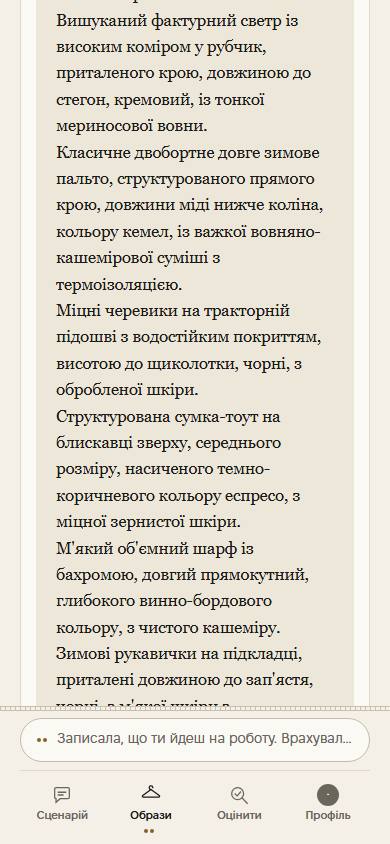 Вишуканий фактурний светр із
високим коміром у рубчик,
приталеного крою, довжиною до
стегон, кремовий, із тонкої
мериносової вовни.
Класичне двобортне довге зимове
пальто, структурованого прямого
крою, довжини міді нижче коліна,
кольору кемел, із важкої вовняно-
кашемірової суміші з
термоізоляцією.
Міцні черевики на тракторній
підошві з водостійким покриттям,
висотою до щиколотки, чорні, з
обробленої шкіри.
Структурована сумка-тоут на
блискавці зверху, середнього
розміру, насиченого темно-
коричневого кольору еспресо, з
міцної зернистої шкіри.
М'який об'ємний шарф із
бахромою, довгий прямокутний,
глибокого винно-бордового
кольору, з чистого кашеміру.
Зимові рукавички на підкладці,
приталені довжиною до зап'ястя,
чорні, з м'якої шкіри з
Записала, що ти йдеш на роботу. Врахувал...
Сценарій
Образи
Оцінити
Профіль